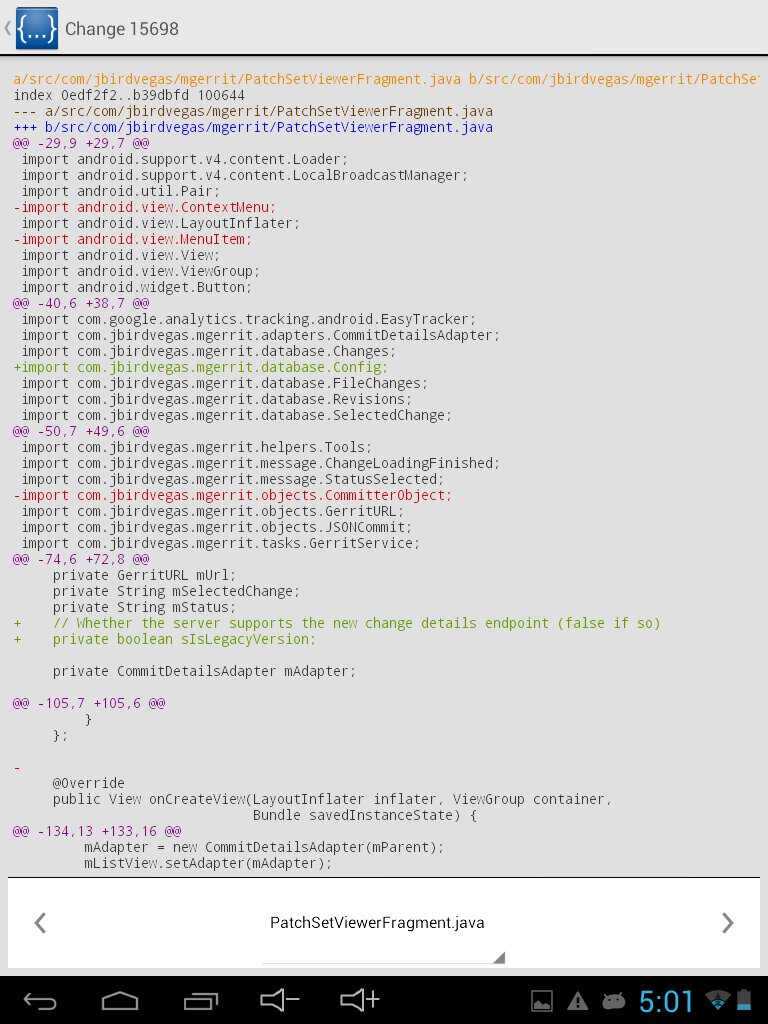 {...} Change 15698
a/src/com/jbirdvegas/mgerrit/PatchSetViewerFragment.java b/src/com/jbirdvegas/mgerrit/PatchSe
index 0edf2f2..b39dbfd 100644
--- a/src/com/jbirdvegas/mgerrit/PatchSetViewerFragment.java
+++ b/src/com/jbirdvegas/mgerrit/PatchSetViewerFragment.java
@@ -29,9 +29,7 @@
 import android.support.v4.content.Loader;
 import android.support.v4.content.LocalBroadcastManager;
 import android.util.Pair;
-import android.view.ContextMenu;
 import android.view.LayoutInflater;
-import android.view.MenuItem;
 import android.view.View;
 import android.view.ViewGroup;
 import android.widget.Button;
@@ -40,6 +38,7 @@
 import com.google.analytics.tracking.android.EasyTracker;
 import com.jbirdvegas.mgerrit.adapters.CommitDetailsAdapter;
 import com.jbirdvegas.mgerrit.database.Changes;
+import com.jbirdvegas.mgerrit.database.Config;
 import com.jbirdvegas.mgerrit.database.FileChanges;
 import com.jbirdvegas.mgerrit.database.Revisions;
 import com.jbirdvegas.mgerrit.database.SelectedChange;
@@ -50,7 +49,6 @@
 import com.jbirdvegas.mgerrit.helpers.Tools;
 import com.jbirdvegas.mgerrit.message.ChangeLoadingFinished;
 import com.jbirdvegas.mgerrit.message.StatusSelected;
-import com.jbirdvegas.mgerrit.objects.CommitterObject;
 import com.jbirdvegas.mgerrit.objects.GerritURL;
 import com.jbirdvegas.mgerrit.objects.JSONCommit;
 import com.jbirdvegas.mgerrit.tasks.GerritService;
@@ -74,6 +72,8 @@
     private GerritURL mUrl;
     private String mSelectedChange;
     private String mStatus;
+    // Whether the server supports the new change details endpoint (false if so)
+    private boolean sIsLegacyVersion;
     private CommitDetailsAdapter mAdapter;
@@ -105,7 +105,6 @@
         }
     };
-
     @Override
     public View onCreateView(LayoutInflater inflater, ViewGroup container,
                              Bundle savedInstanceState) {
@@ -134,13 +133,16 @@
         mAdapter = new CommitDetailsAdapter(mParent);
         mListView.setAdapter(mAdapter);
PatchSetViewerFragment.java
5:01